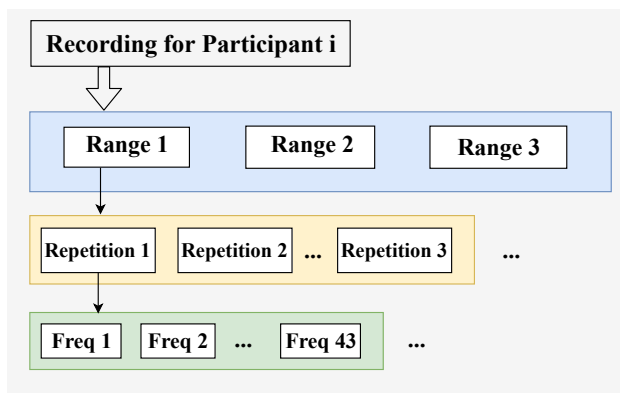 Recording for Participant i
Range 1 Range 2 Range 3
Repetition 1 Repetition 2 ... Repetition 3 ...
Freq 1 Freq 2 ... Freq 43 ...